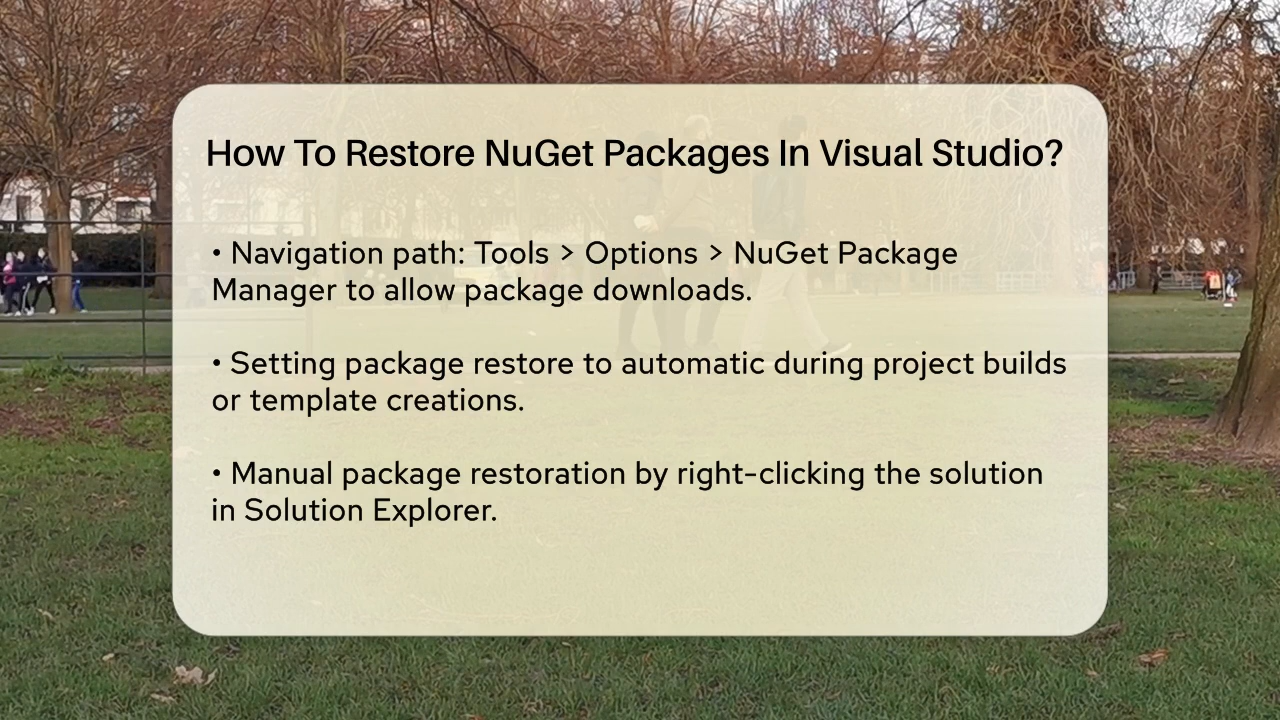 How To Restore NuGet Packages In Visual Studio?
• Navigation path: Tools > Options > NuGet Package
Manager to allow package downloads.
• Setting package restore to automatic during project builds
or template creations.
• Manual package restoration by right-clicking the solution
in Solution Explorer.